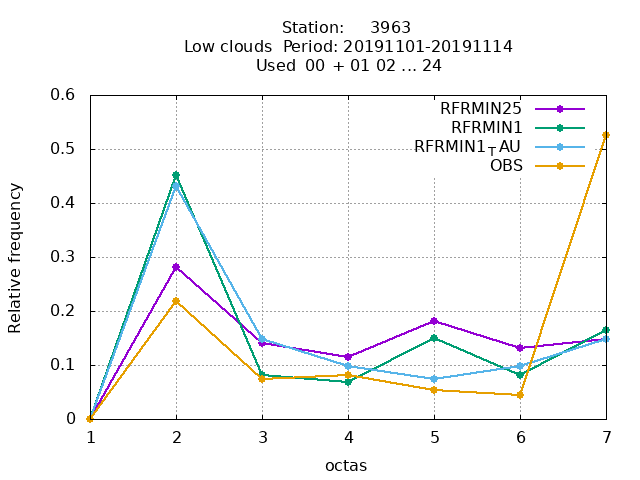 Station: 3963
Low clouds Period: 20191101-20191114
Used 00 + 01 02 ... 24
Relative frequency
0.6
0.5
0.4
0.3
0.2
0.1
0
RFRMIN25
RFRMIN1
RFRMIN1TAU
OBS
1 2 3 4 5 6 7
octas